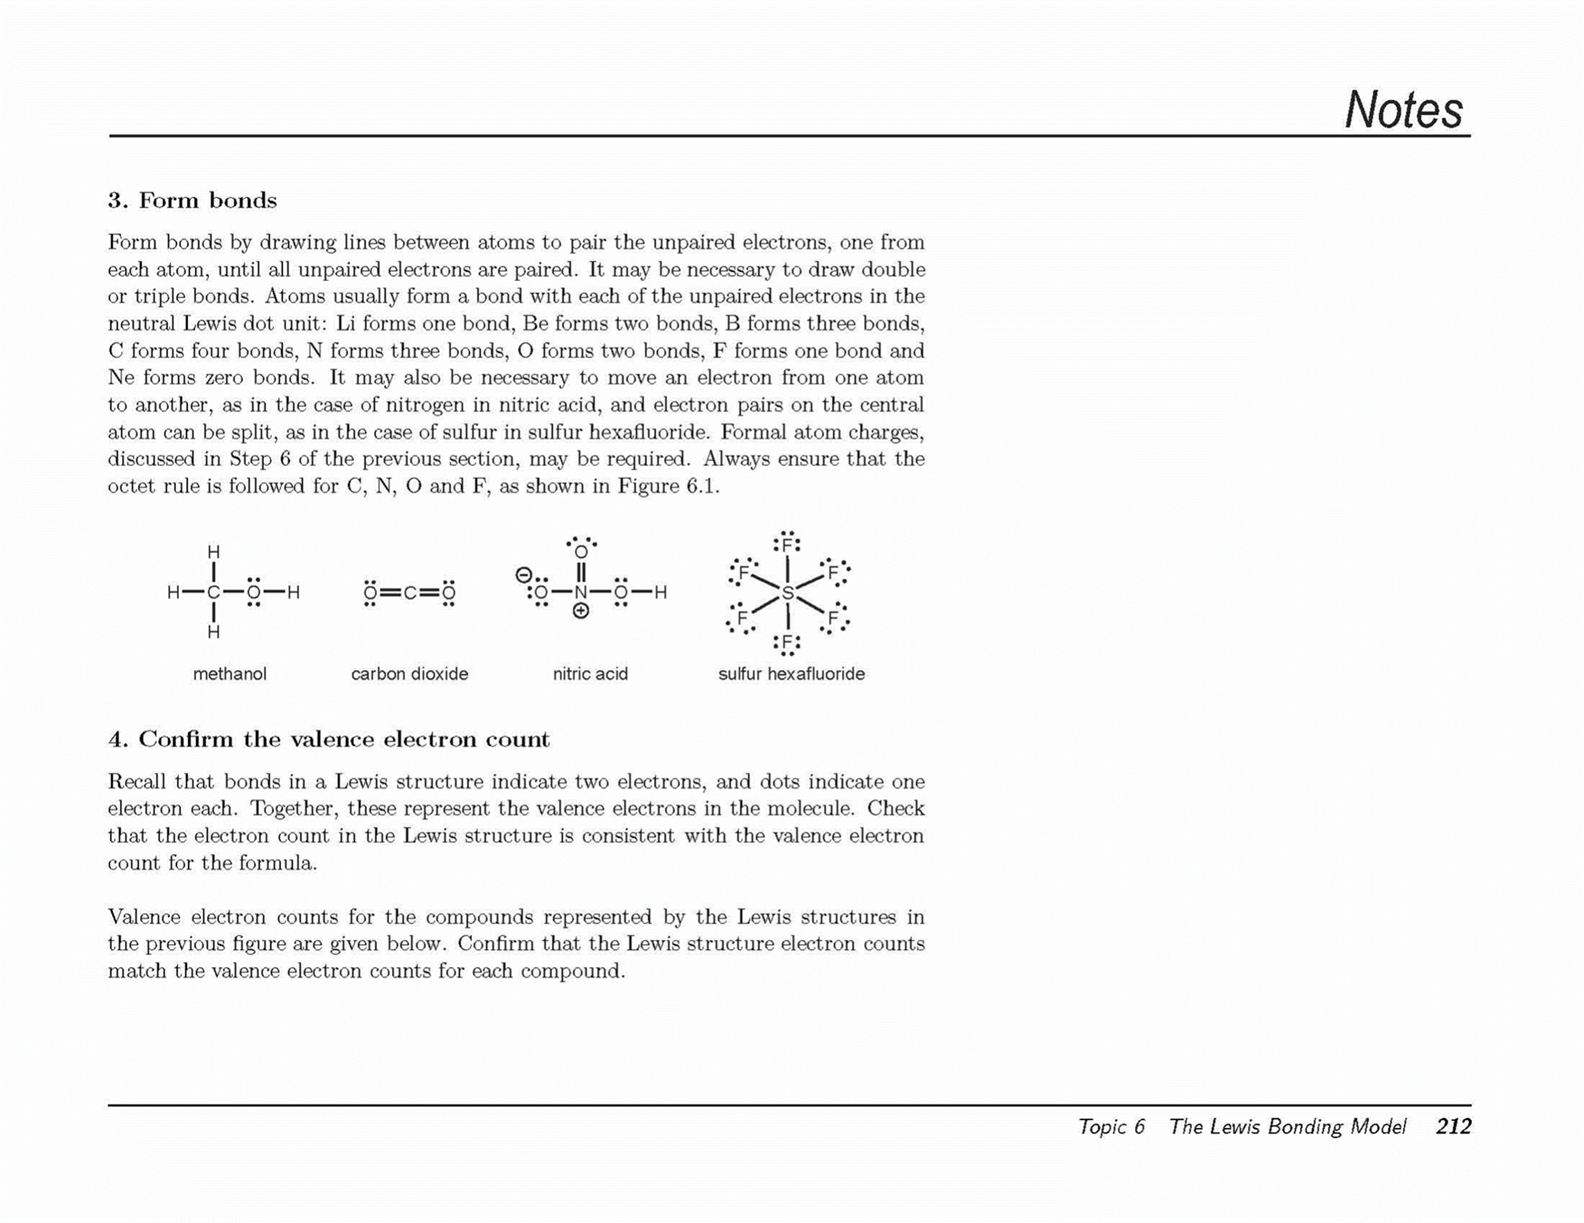 Notes
3. Form bonds
Form bonds by drawing lines between atoms to pair the unpaired electrons, one from
each atom, until all unpaired electrons are paired. It may be necessary to draw double
or triple bonds. Atoms usually form a bond with each of the unpaired electrons in the
neutral Lewis dot unit: Li forms one bond, Be forms two bonds, B forms three bonds,
C forms four bonds, N forms three bonds, O forms two bonds, F forms one bond and
Ne forms zero bonds. It may also be necessary to move an electron from one atom
to another, as in the case of nitrogen in nitric acid, and electron pairs on the central
atom can be split, as in the case of sulfur in sulfur hexafluoride. Formal atom charges,
discussed in Step 6 of the previous section, may be required. Always ensure that the
octet rule is followed for C, N, O and F, as shown in Figure 6.1.
H
H—C—O—H
H
O=C=O
O
⊖ O—N—O—H
⊕
F
F F
S
F F
F
methanol carbon dioxide nitric acid sulfur hexafluoride
4. Confirm the valence electron count
Recall that bonds in a Lewis structure indicate two electrons, and dots indicate one
electron each. Together, these represent the valence electrons in the molecule. Check
that the electron count in the Lewis structure is consistent with the valence electron
count for the formula.
Valence electron counts for the compounds represented by the Lewis structures in
the previous figure are given below. Confirm that the Lewis structure electron counts
match the valence electron counts for each compound.
Topic 6 The Lewis Bonding Model 212